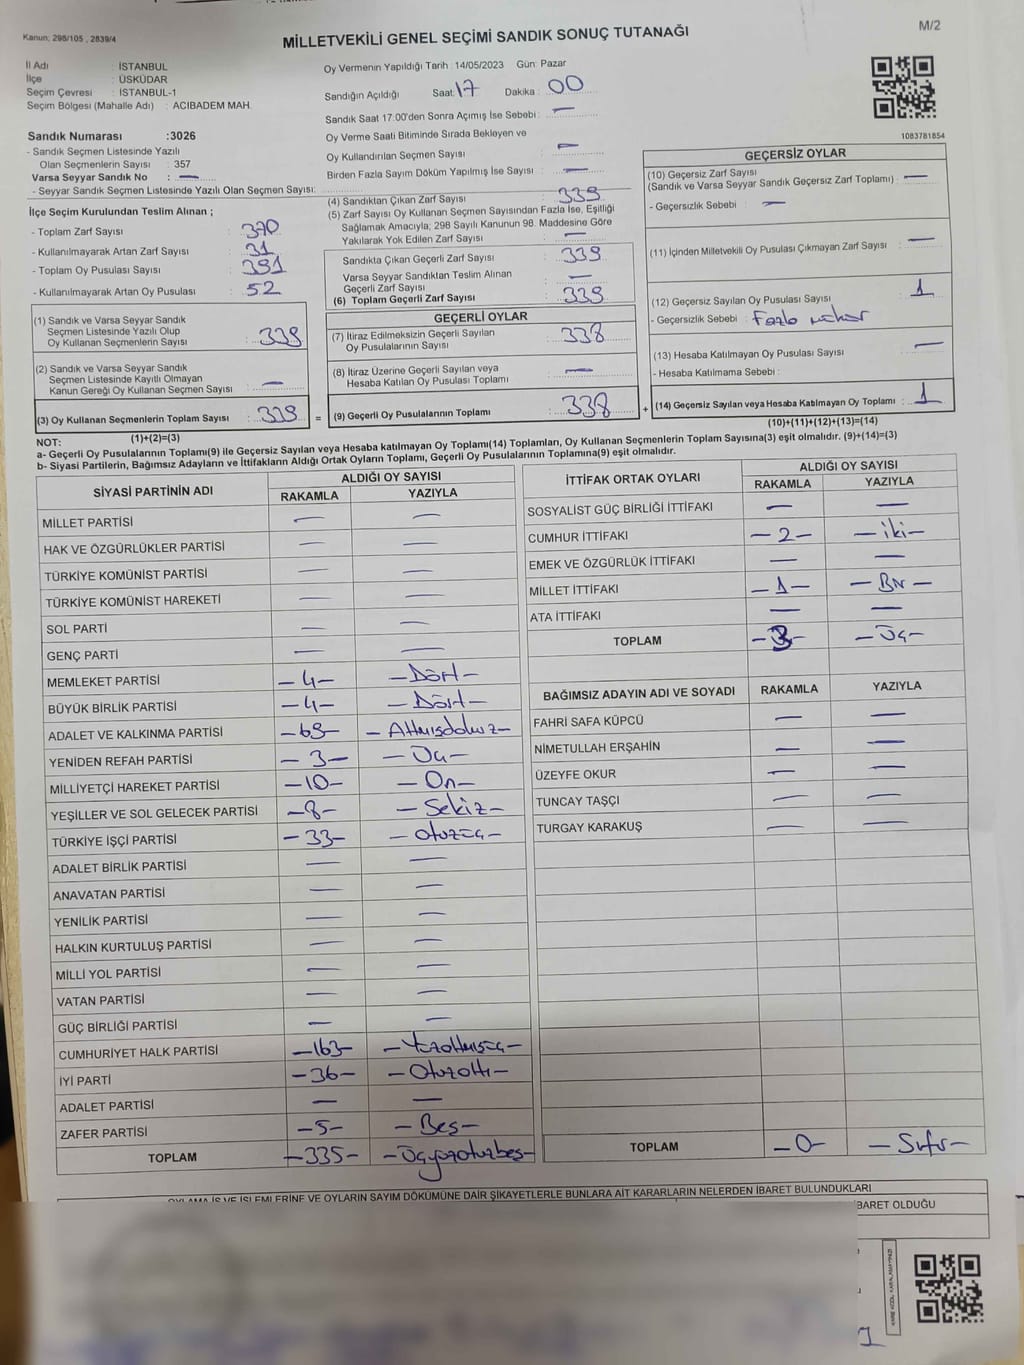 Kanun: 298/105 , 2839/4
MİLLETVEKİLİ GENEL SEÇİMİ SANDIK SONUÇ TUTANAĞI
M/2
İl Adı : İSTANBUL
İlçe : ÜSKÜDAR
Seçim Çevresi : İSTANBUL-1
Seçim Bölgesi (Mahalle Adı) : ACIBADEM MAH.
Sandık Numarası :3026
- Sandık Seçmen Listesinde Yazılı
Olan Seçmenlerin Sayısı : 357
Varsa Seyyar Sandık No : —
- Seyyar Sandık Seçmen Listesinde Yazılı Olan Seçmen Sayısı:
İlçe Seçim Kurulundan Teslim Alınan ;
- Toplam Zarf Sayısı : 370
- Kullanılmayarak Artan Zarf Sayısı : 31
- Toplam Oy Pusulası Sayısı : 391
- Kullanılmayarak Artan Oy Pusulası : 52
(1) Sandık ve Varsa Seyyar Sandık
Seçmen Listesinde Yazılı Olup
Oy Kullanan Seçmenlerin Sayısı : 339
(2) Sandık ve Varsa Seyyar Sandık
Seçmen Listesinde Kayıtlı Olmayan
Kanun Gereği Oy Kullanan Seçmen Sayısı : —
(3) Oy Kullanan Seçmenlerin Toplam Sayısı : 339
(1)+(2)=(3)
Oy Vermenin Yapıldığı Tarih : 14/05/2023 Gün: Pazar
Sandığın Açıldığı Saat: 17 Dakika : 00
Sandık Saat 17:00'den Sonra Açımış İse Sebebi : —
Oy Verme Saati Bitiminde Sırada Bekleyen ve
Oy Kullandırılan Seçmen Sayısı : —
Birden Fazla Sayım Döküm Yapılmış İse Sayısı : —
(4) Sandıktan Çıkan Zarf Sayısı : 339
(5) Zarf Sayısı Oy Kullanan Seçmen Sayısından Fazla İse, Eşitliği
Sağlamak Amacıyla; 298 Sayılı Kanunun 98. Maddesine Göre
Yakılarak Yok Edilen Zarf Sayısı : —
Sandıkta Çıkan Geçerli Zarf Sayısı : 339
Varsa Seyyar Sandıktan Teslim Alınan
Geçerli Zarf Sayısı : —
(6) Toplam Geçerli Zarf Sayısı : 339
GEÇERLİ OYLAR
(7) İtiraz Edilmeksizin Geçerli Sayılan
Oy Pusulalarının Sayısı : 338
(8) İtiraz Üzerine Geçerli Sayılan veya
Hesaba Katılan Oy Pusulası Toplamı : —
= (9) Geçerli Oy Pusulalarının Toplamı : 338 +
1083781854
GEÇERSİZ OYLAR
(10) Geçersiz Zarf Sayısı
(Sandık ve Varsa Seyyar Sandık Geçersiz Zarf Toplamı) : —
- Geçersizlik Sebebi : —
(11) İçinden Milletvekili Oy Pusulası Çıkmayan Zarf Sayısı : —
(12) Geçersiz Sayılan Oy Pusulası Sayısı : 1
- Geçersizlik Sebebi : Fazla mühür
(13) Hesaba Katılmayan Oy Pusulası Sayısı : —
- Hesaba Katılmama Sebebi :
(14) Geçersiz Sayılan veya Hesaba Katılmayan Oy Toplamı : 1
(10)+(11)+(12)+(13)=(14)
NOT:
a- Geçerli Oy Pusulalarının Toplamı(9) ile Geçersiz Sayılan veya Hesaba katılmayan Oy Toplamı(14) Toplamları, Oy Kullanan Seçmenlerin Toplam Sayısına(3) eşit olmalıdır. (9)+(14)=(3)
b- Siyasi Partilerin, Bağımsız Adayların ve İttifakların Aldığı Ortak Oyların Toplamı, Geçerli Oy Pusulalarının Toplamına(9) eşit olmalıdır.
SİYASİ PARTİNİN ADI ALDIĞI OY SAYISI
RAKAMLA YAZIYLA
MİLLET PARTİSİ — —
HAK VE ÖZGÜRLÜKLER PARTİSİ — —
TÜRKİYE KOMÜNİST PARTİSİ — —
TÜRKİYE KOMÜNİST HAREKETİ — —
SOL PARTİ — —
GENÇ PARTİ — —
MEMLEKET PARTİSİ -4- -Dört-
BÜYÜK BİRLİK PARTİSİ -4- -Dört-
ADALET VE KALKINMA PARTİSİ -69- -Altmışdokuz-
YENİDEN REFAH PARTİSİ -3- -Üç-
MİLLİYETÇİ HAREKET PARTİSİ -10- -On-
YEŞİLLER VE SOL GELECEK PARTİSİ -8- -Sekiz-
TÜRKİYE İŞÇİ PARTİSİ -33- -Otuzüç-
ADALET BİRLİK PARTİSİ — —
ANAVATAN PARTİSİ — —
YENİLİK PARTİSİ — —
HALKIN KURTULUŞ PARTİSİ — —
MİLLİ YOL PARTİSİ — —
VATAN PARTİSİ — —
GÜÇ BİRLİĞİ PARTİSİ — —
CUMHURİYET HALK PARTİSİ -163- -Yüzaltmışüç-
İYİ PARTİ -36- -Otuzaltı-
ADALET PARTİSİ — —
ZAFER PARTİSİ -5- -Beş-
TOPLAM -335- -Üçyüzotuzbeş-
İTTİFAK ORTAK OYLARI ALDIĞI OY SAYISI
RAKAMLA YAZIYLA
SOSYALİST GÜÇ BİRLİĞİ İTTİFAKI — —
CUMHUR İTTİFAKI -2- -İki-
EMEK VE ÖZGÜRLÜK İTTİFAKI — —
MİLLET İTTİFAKI -1- -Bir-
ATA İTTİFAKI — —
TOPLAM -3- -Üç-
BAĞIMSIZ ADAYIN ADI VE SOYADI RAKAMLA YAZIYLA
FAHRİ SAFA KÜPCÜ — —
NİMETULLAH ERŞAHİN — —
ÜZEYFE OKUR — —
TUNCAY TAŞÇI — —
TURGAY KARAKUŞ — —
TOPLAM -0- -Sıfır-
OYLAMA İŞ VE İŞLEMLERİNE VE OYLARIN SAYIM DÖKÜMÜNE DAİR ŞİKAYETLERLE BUNLARA AİT KARARLARIN NELERDEN İBARET BULUNDUKLARI
İBARET OLDUĞU